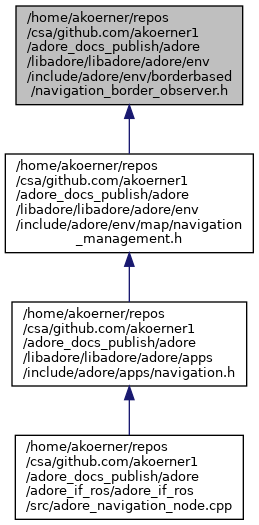 /home/akoerner/repos
/csa/github.com/akoerner1
/adore_docs_publish/adore
/libadore/libadore/adore/env
/include/adore/env/borderbased
/navigation_border_observer.h
/home/akoerner/repos
/csa/github.com/akoerner1
/adore_docs_publish/adore
/libadore/libadore/adore/env
/include/adore/env/map/navigation
_management.h
/home/akoerner/repos
/csa/github.com/akoerner1
/adore_docs_publish/adore
/libadore/libadore/adore/apps
/include/adore/apps/navigation.h
/home/akoerner/repos
/csa/github.com/akoerner1
/adore_docs_publish/adore
/adore_if_ros/adore_if_ros
/src/adore_navigation_node.cpp